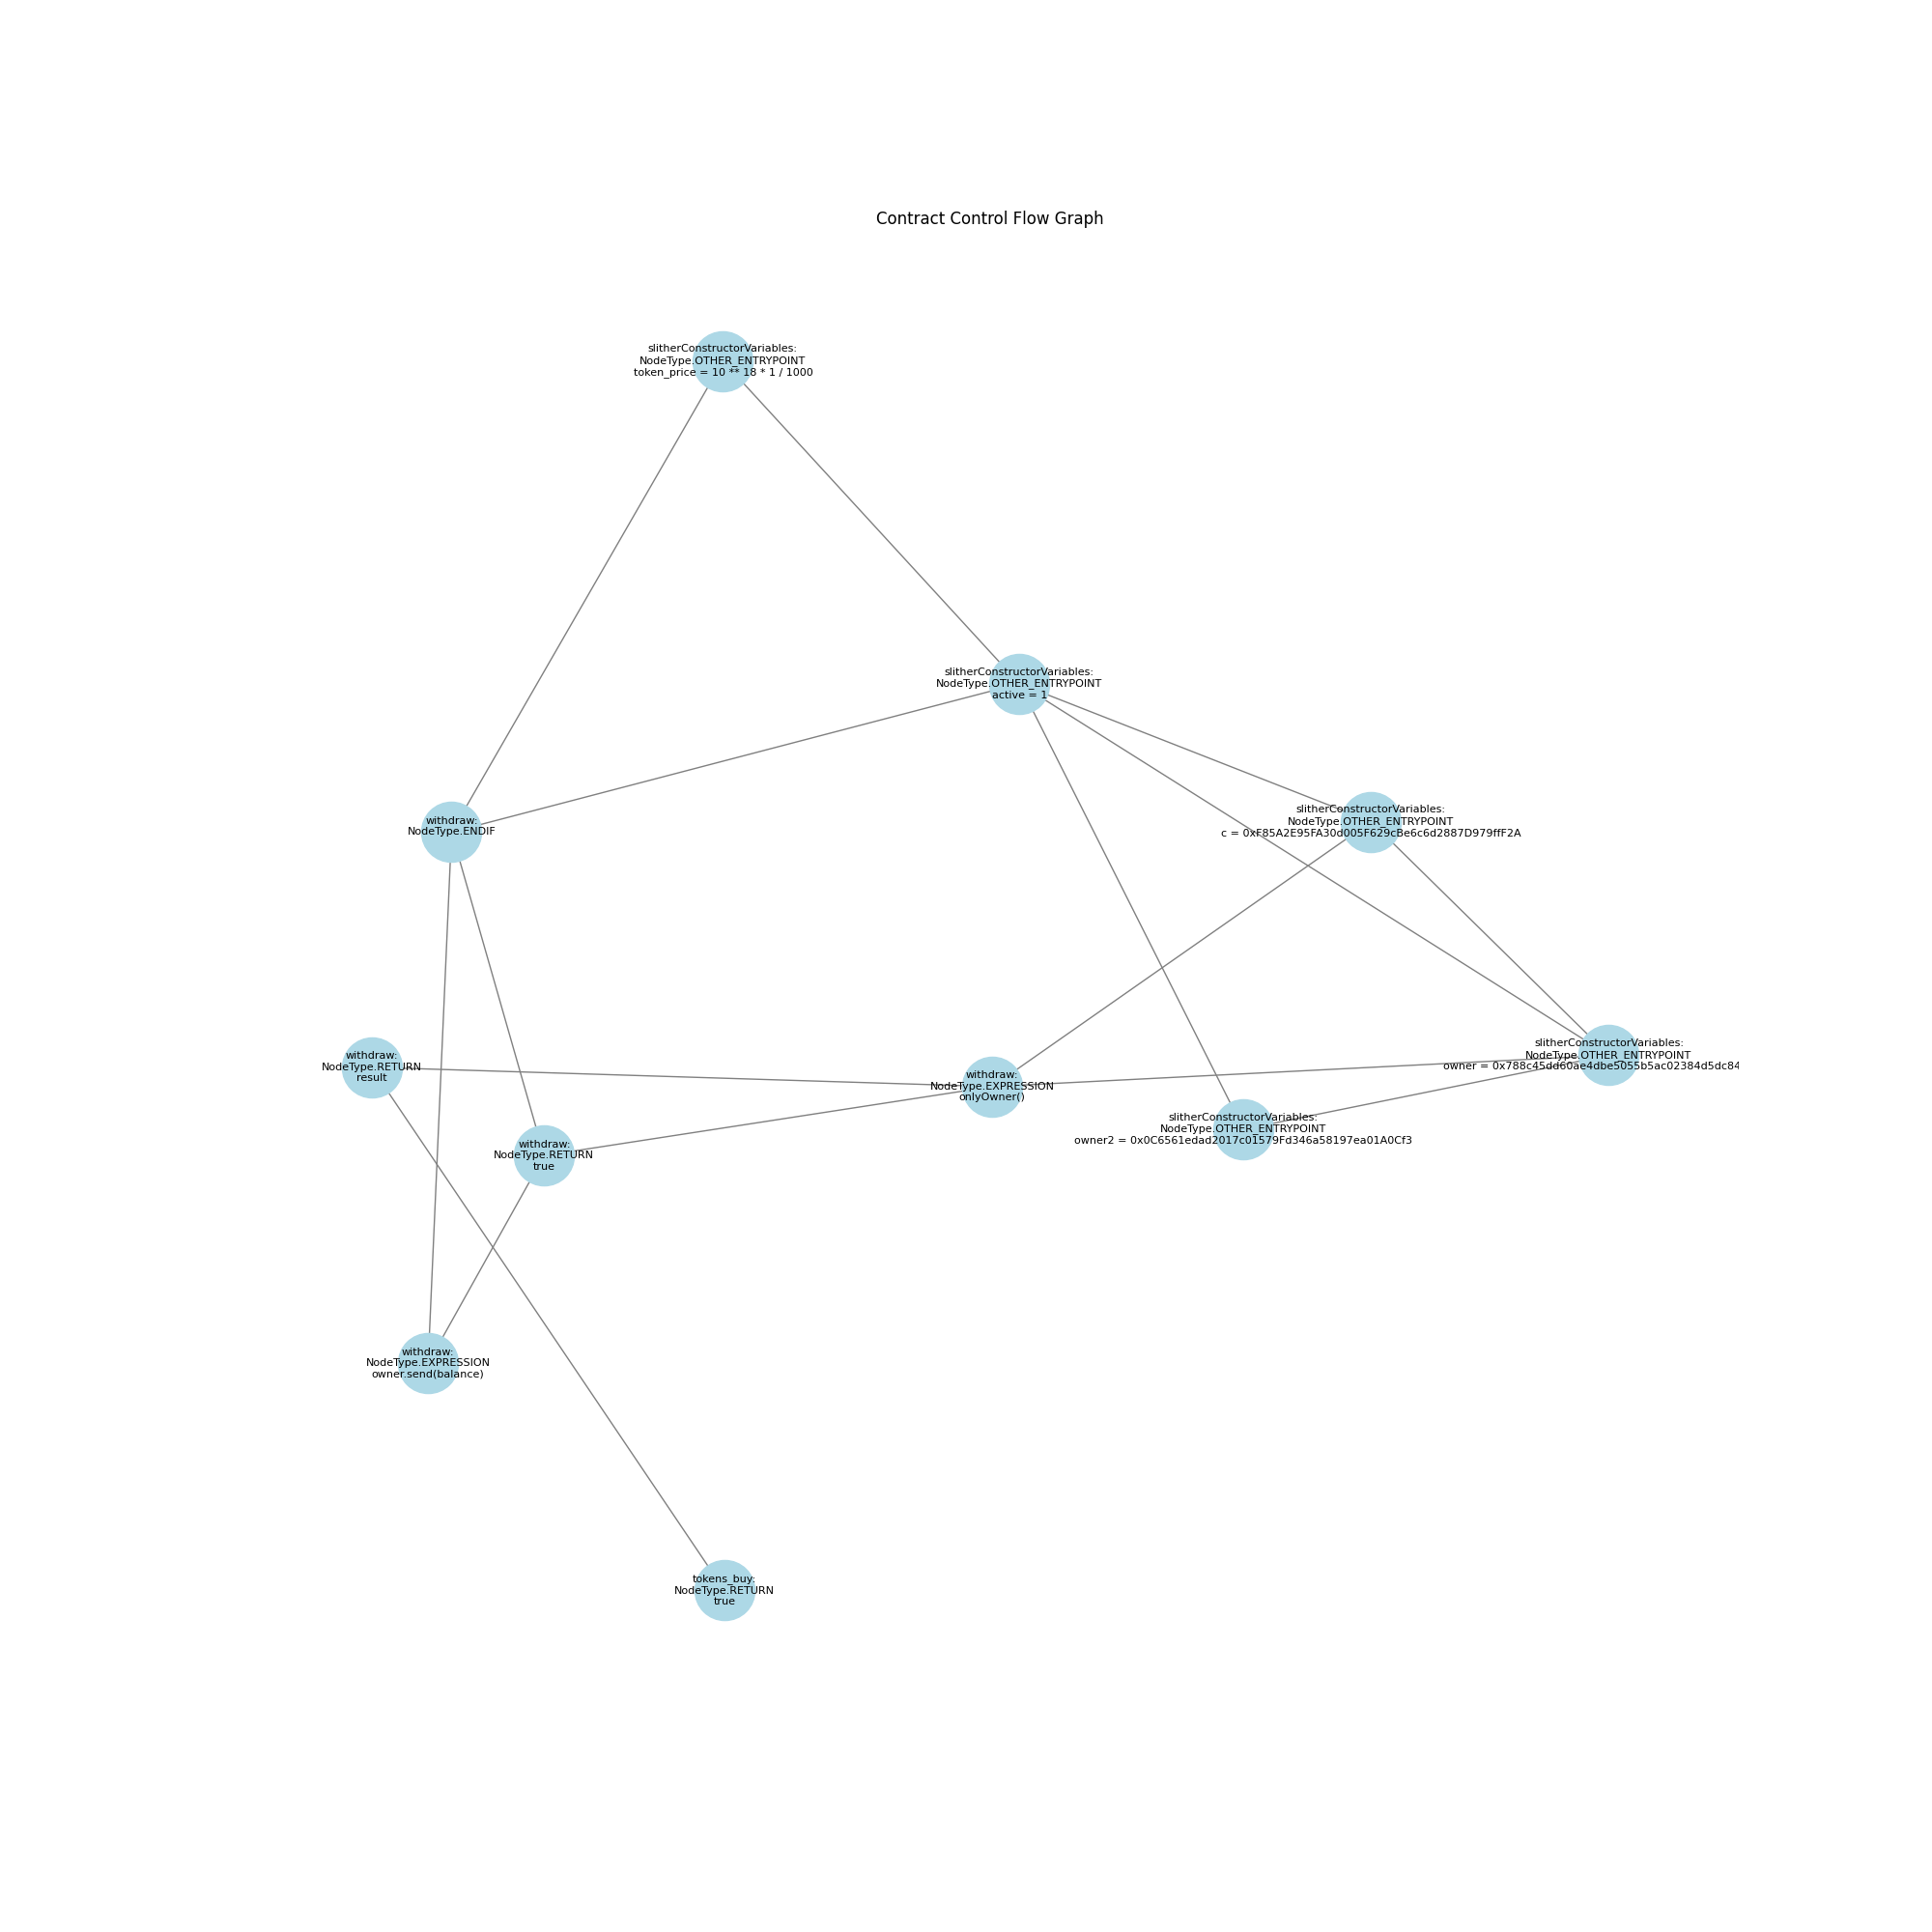 Contract Control Flow Graph
slitherConstructorVariables:
NodeType.OTHER_ENTRYPOINT
token_price = 10 ** 18 * 1 / 1000
slitherConstructorVariables:
NodeType.OTHER_ENTRYPOINT
active = 1
slitherConstructorVariables:
NodeType.OTHER_ENTRYPOINT
c = 0xF85A2E95FA30d005F629cBe6c6d2887D979ffF2A
withdraw:
NodeType.ENDIF
slitherConstructorVariables:
NodeType.OTHER_ENTRYPOINT
owner = 0x788c45dd60ae4dbe5055b5ac02384d5dc84
withdraw:
NodeType.RETURN
result
withdraw:
NodeType.EXPRESSION
onlyOwner()
slitherConstructorVariables:
NodeType.OTHER_ENTRYPOINT
owner2 = 0x0C6561edad2017c01579Fd346a58197ea01A0Cf3
withdraw:
NodeType.RETURN
true
withdraw:
NodeType.EXPRESSION
owner.send(balance)
tokens_buy:
NodeType.RETURN
true